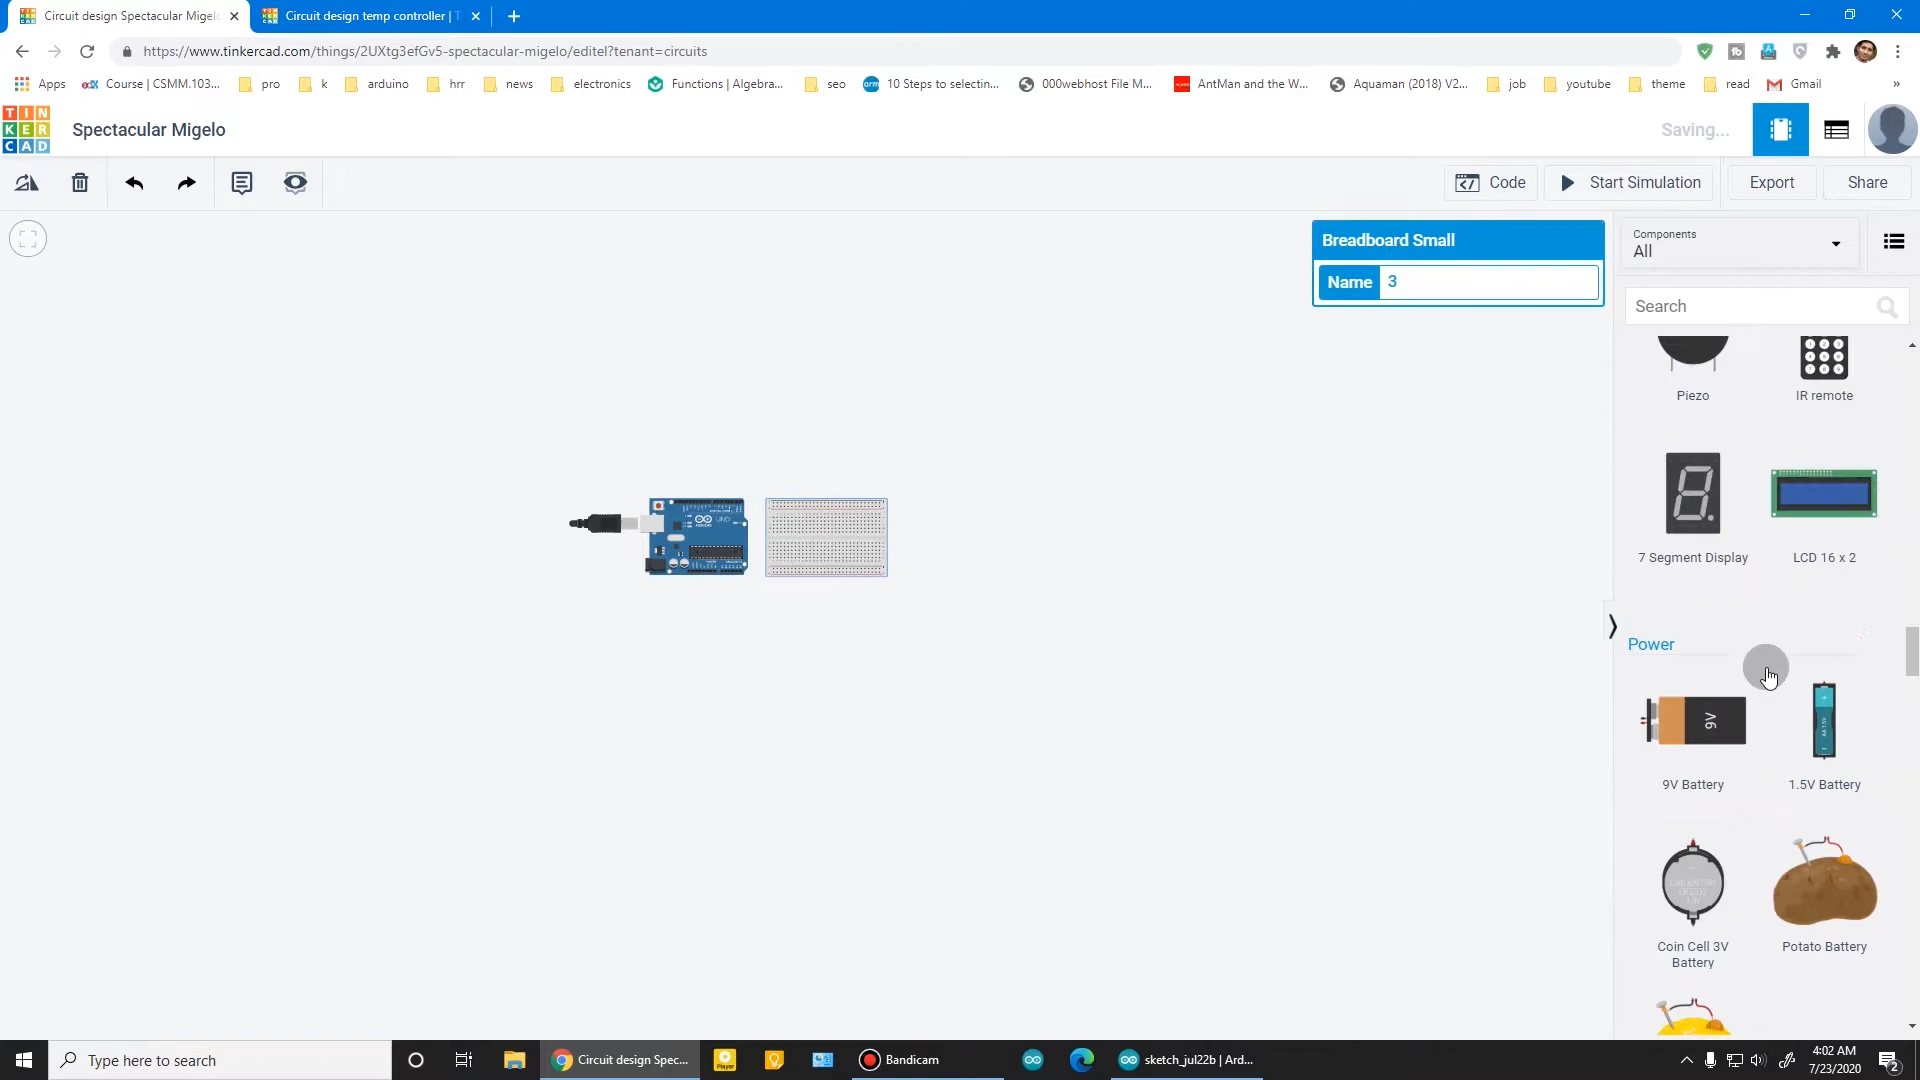 Circuit design Spectacular Migel
Circuit design temp controller | T
https://www.tinkercad.com/things/2UXtg3efGv5-spectacular-migelo/editel?tenant=circuits
Apps
Course | CSMM.103...
pro
k
arduino
hrr
news
electronics
Functions | Algebra...
seo
10 Steps to selectin...
000webhost File M...
AntMan and the W...
Aquaman (2018) V2...
job
youtube
theme
read
Gmail
»
TIN
KER
CAD
Spectacular Migelo
Saving...
Code
Start Simulation
Export
Share
Breadboard Small
Name 3
Components
All
Search
Piezo
IR remote
7 Segment Display
LCD 16 x 2
Power
9V
9V Battery
1.5V Battery
Coin Cell 3V
Battery
Potato Battery
UNO
Type here to search
Circuit design Spec...
Player
Bandicam
sketch_jul22b | Ard...
4:02 AM
7/23/2020
2